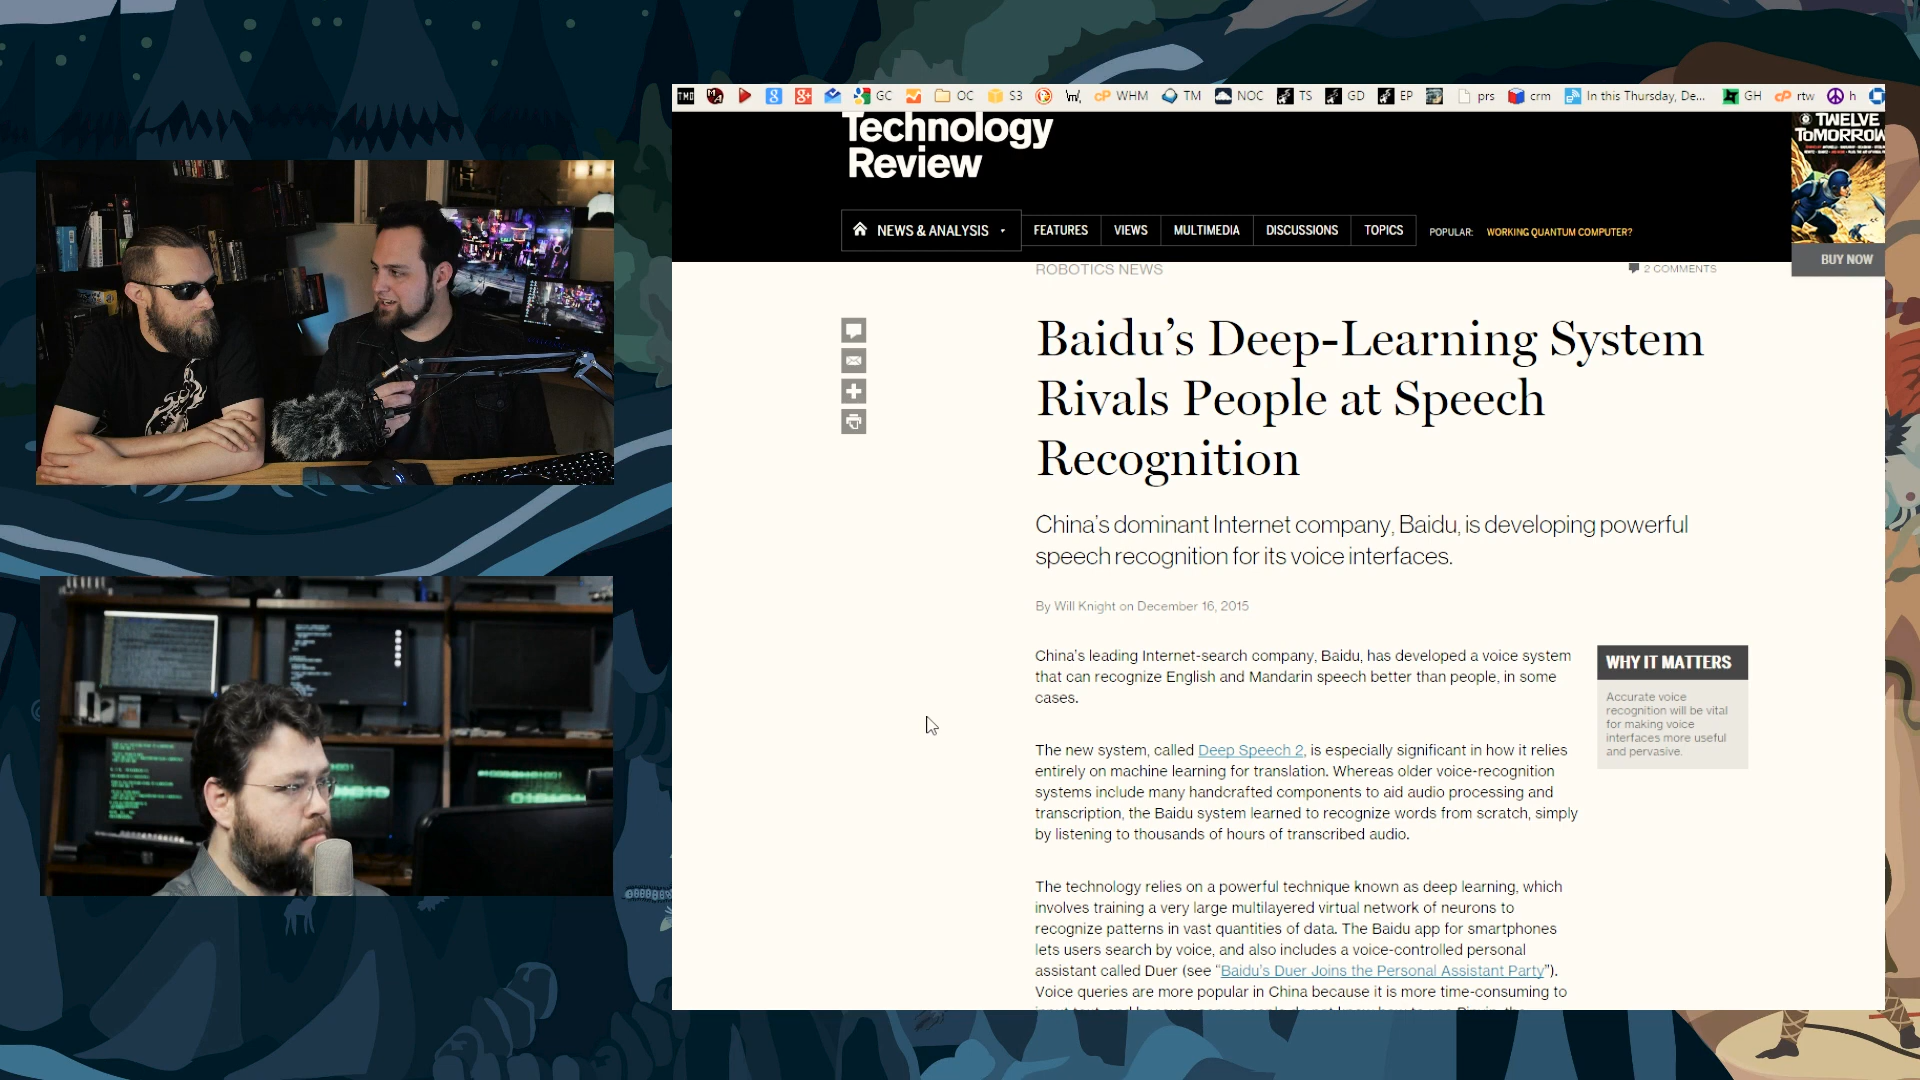 TMD
GC
OC
S3
WHM
TM
NOC
TS
GD
EP
prs
crm
In this Thursday, De...
GH
rtw
h
Technology
Review
TWELVE
TOMORROW
BUY NOW
NEWS & ANALYSIS
FEATURES
VIEWS
MULTIMEDIA
DISCUSSIONS
TOPICS
POPULAR:
WORKING QUANTUM COMPUTER?
ROBOTICS NEWS
2 COMMENTS
Baidu’s Deep-Learning System
Rivals People at Speech
Recognition
China’s dominant Internet company, Baidu, is developing powerful
speech recognition for its voice interfaces.
By Will Knight on December 16, 2015
China’s leading Internet-search company, Baidu, has developed a voice system
that can recognize English and Mandarin speech better than people, in some
cases.
WHY IT MATTERS
Accurate voice
recognition will be vital
for making voice
interfaces more useful
and pervasive.
The new system, called Deep Speech 2, is especially significant in how it relies
entirely on machine learning for translation. Whereas older voice-recognition
systems include many handcrafted components to aid audio processing and
transcription, the Baidu system learned to recognize words from scratch, simply
by listening to thousands of hours of transcribed audio.
The technology relies on a powerful technique known as deep learning, which
involves training a very large multilayered virtual network of neurons to
recognize patterns in vast quantities of data. The Baidu app for smartphones
lets users search by voice, and also includes a voice-controlled personal
assistant called Duer (see “Baidu’s Duer Joins the Personal Assistant Party”).
Voice queries are more popular in China because it is more time-consuming to